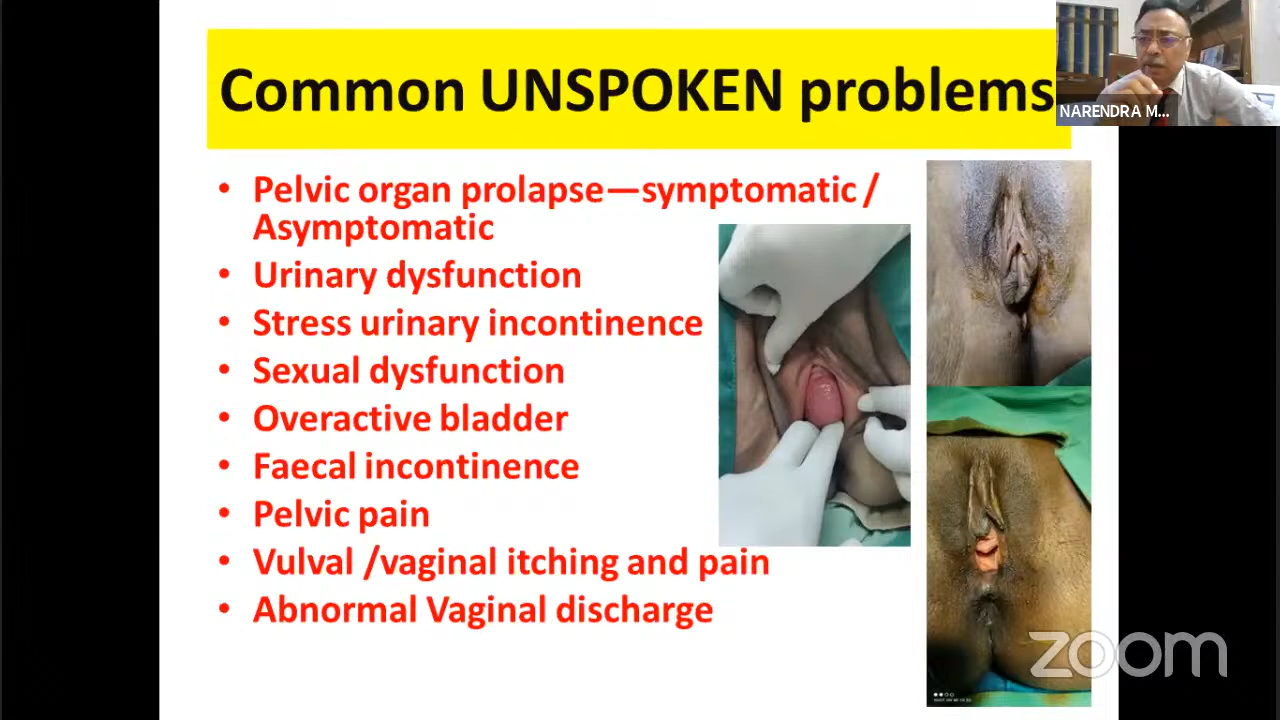 Common UNSPOKEN problems
NARENDRA M...
• Pelvic organ prolapse—symptomatic /
Asymptomatic
• Urinary dysfunction
• Stress urinary incontinence
• Sexual dysfunction
• Overactive bladder
• Faecal incontinence
• Pelvic pain
• Vulval /vaginal itching and pain
• Abnormal Vaginal discharge
zoom